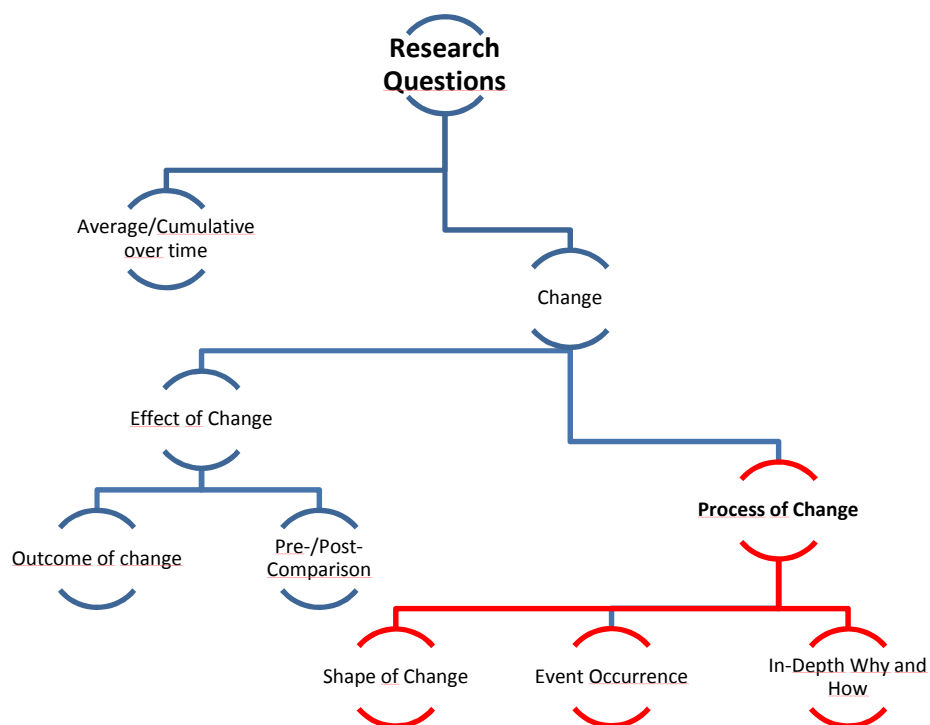 Research
Questions
Average/Cumulative
over time
Change
Effect of Change
Outcome of change
Pre-/Post-
Comparison
Process of Change
Shape of Change
Event Occurrence
In-Depth Why and
How